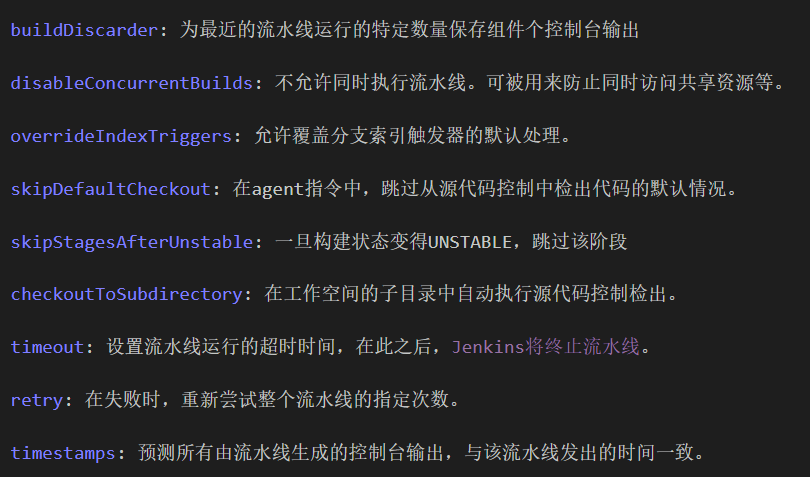 buildDiscarder: 为最近的流水线运行的特定数量保存组件个控制台输出
disableConcurrentBuilds: 不允许同时执行流水线。可被用来防止同时访问共享资源等。
overrideIndexTriggers: 允许覆盖分支索引触发器的默认处理。
skipDefaultCheckout: 在agent指令中，跳过从源代码控制中检出代码的默认情况。
skipStagesAfterUnstable: 一旦构建状态变得UNSTABLE，跳过该阶段
checkoutToSubdirectory: 在工作空间的子目录中自动执行源代码控制检出。
timeout: 设置流水线运行的超时时间，在此之后，Jenkins将终止流水线。
retry: 在失败时，重新尝试整个流水线的指定次数。
timestamps: 预测所有由流水线生成的控制台输出，与该流水线发出的时间一致。